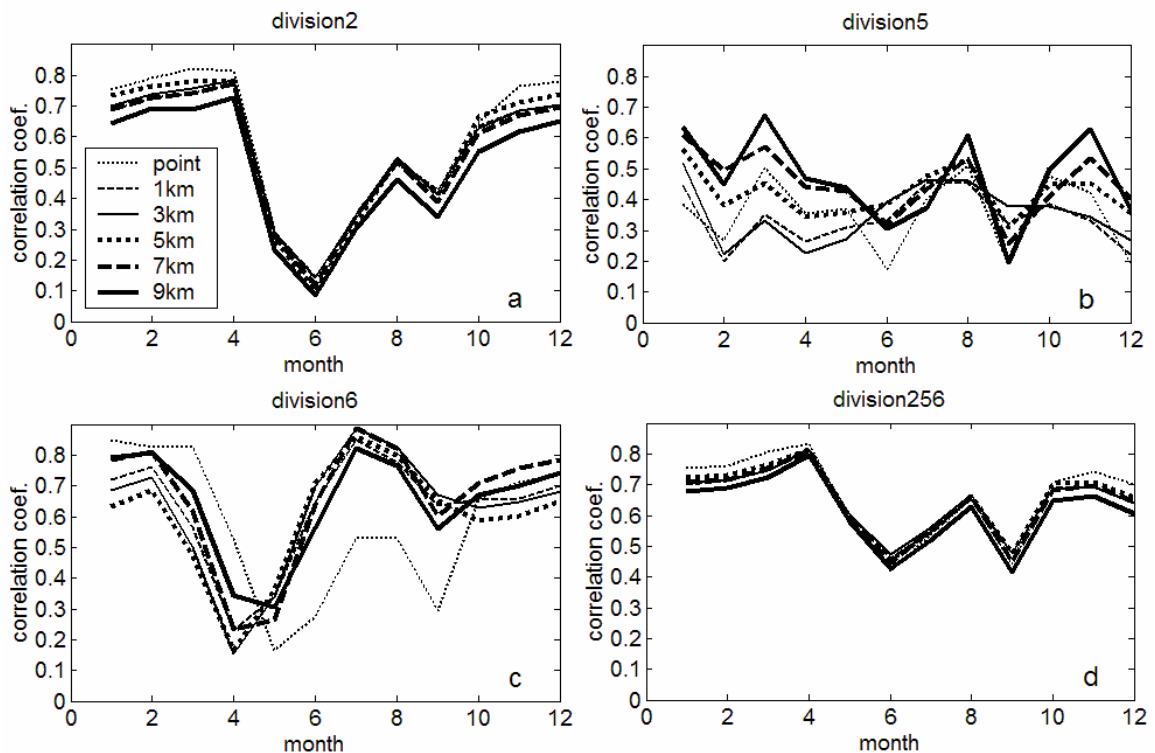 division2
correlation coef.
0.8
0.7
0.6
0.5
0.4
0.3
0.2
0.1
0
point
1km
3km
5km
7km
9km
a
0 2 4 6 8 10 12
month
division5
correlation coef.
0.8
0.7
0.6
0.5
0.4
0.3
0.2
0.1
0
b
0 2 4 6 8 10 12
month
division6
correlation coef.
0.8
0.7
0.6
0.5
0.4
0.3
0.2
0.1
0
c
0 2 4 6 8 10 12
month
division256
correlation coef.
0.8
0.7
0.6
0.5
0.4
0.3
0.2
0.1
0
d
0 2 4 6 8 10 12
month